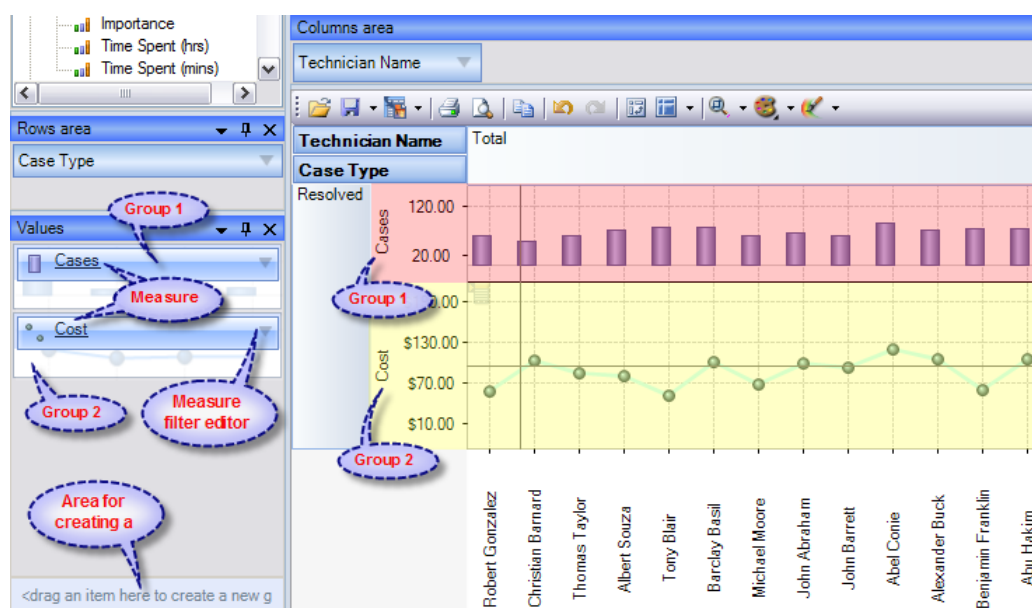 Importance
Time Spent (hrs)
Time Spent (mins)
Rows area
Case Type
Group 1
Values
Cases
Measure
Cost
Group 2
Measure
filter editor
Area for
creating a
<drag an item here to create a new g
Columns area
Technician Name
Technician Name
Total
Case Type
Resolved
Cases
120.00
20.00
Group 1
Cost
$130.00
$70.00
$10.00
Group 2
Robert Gonzalez
Christian Barnard
Thomas Taylor
Albert Souza
Tony Blair
Barclay Basil
Michael Moore
John Abraham
John Barrett
Abel Conie
Alexander Buck
Benjamin Franklin
Abu Hakim